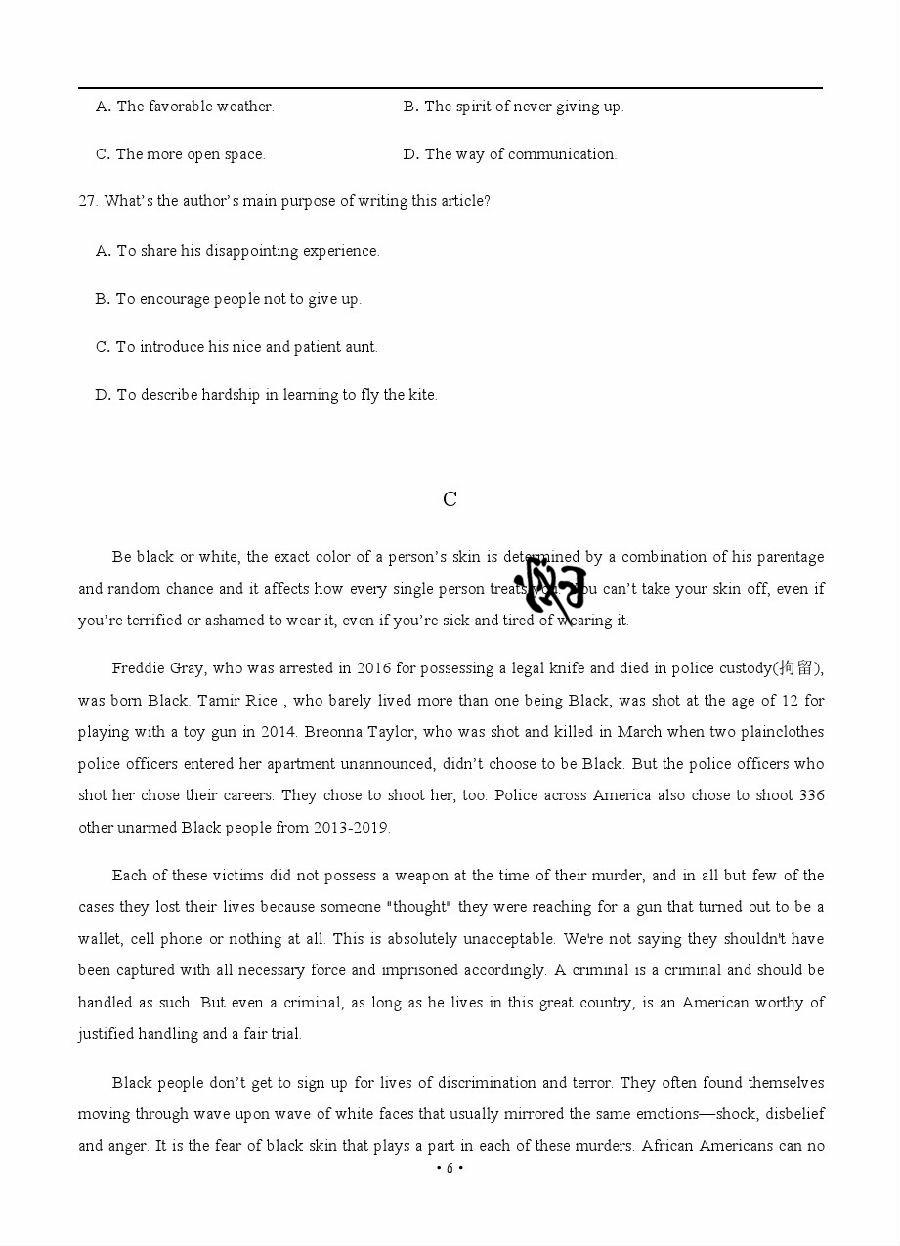 A. The favorable weather. B. The spirit of never giving up.
C. The more open space. D. The way of communication.
27. What's the author's main purpose of writing this article?
A. To share his disappointing experience.
B. To encourage people not to give up.
C. To introduce his nice and patient aunt.
D. To describe hardship in learning to fly the kite.
C
Be black or white, the exact color of a person's skin is determined by a combination of his parentage
and random chance and it affects how every single person treats you. You can't take your skin off, even if
you're terrified or ashamed to wear it, even if you're sick and tired of wearing it.
Freddie Gray, who was arrested in 2016 for possessing a legal knife and died in police custody(拘留),
was born Black. Tamir Rice , who barely lived more than one being Black, was shot at the age of 12 for
playing with a toy gun in 2014. Breonna Taylor, who was shot and killed in March when two plainclothes
police officers entered her apartment unannounced, didn't choose to be Black. But the police officers who
shot her chose their careers. They chose to shoot her, too. Police across America also chose to shoot 336
other unarmed Black people from 2013-2019.
Each of these victims did not possess a weapon at the time of their murder, and in all but few of the
cases they lost their lives because someone "thought" they were reaching for a gun that turned out to be a
wallet, cell phone or nothing at all. This is absolutely unacceptable. We're not saying they shouldn't have
been captured with all necessary force and imprisoned accordingly. A criminal is a criminal and should be
handled as such. But even a criminal, as long as he lives in this great country, is an American worthy of
justified handling and a fair trial.
Black people don't get to sign up for lives of discrimination and terror. They often found themselves
moving through wave upon wave of white faces that usually mirrored the same emotions—shock, disbelief
and anger. It is the fear of black skin that plays a part in each of these murders. African Americans can no
• 6 •